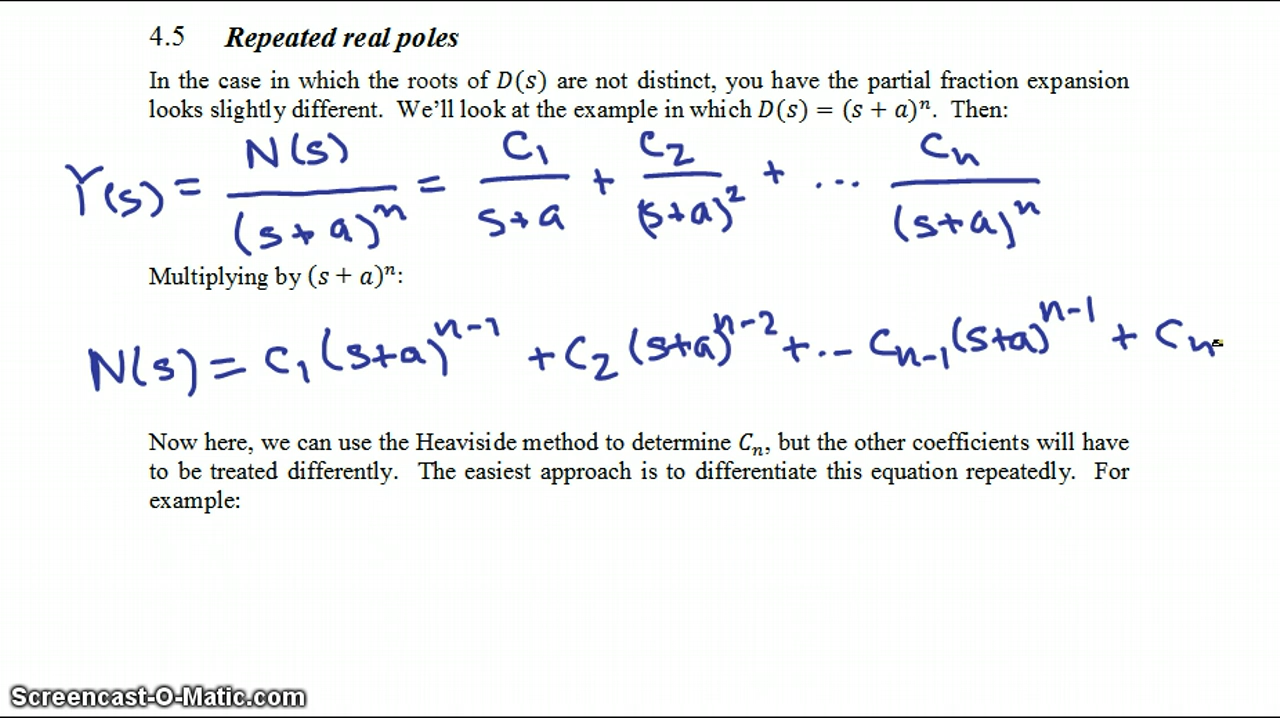 4.5 Repeated real poles
In the case in which the roots of D(s) are not distinct, you have the partial fraction expansion
looks slightly different. We'll look at the example in which D(s) = (s + a)ⁿ. Then:
Y(s) = N(s)/(s+a)ⁿ = C₁/s+a + C₂/(s+a)² + ... Cₙ/(s+a)ⁿ
Multiplying by (s + a)ⁿ:
N(s) = C₁(s+a)ⁿ⁻¹ + C₂(s+a)ⁿ⁻² + ... Cₙ₋₁(s+a)ⁿ⁻¹ + Cₙ
Now here, we can use the Heaviside method to determine Cₙ, but the other coefficients will have
to be treated differently. The easiest approach is to differentiate this equation repeatedly. For
example:
Screencast-O-Matic.com